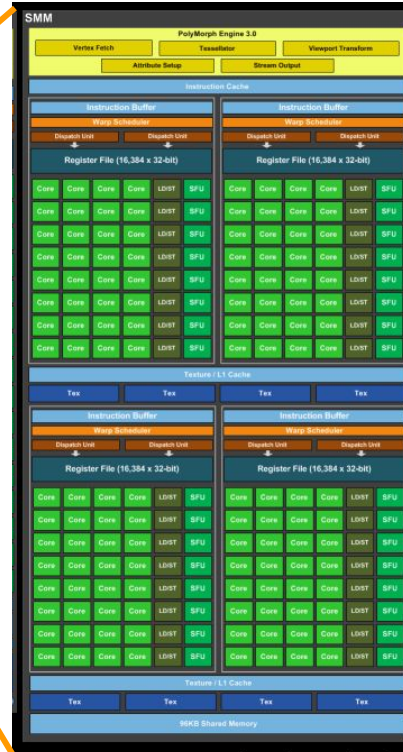 SMM
PolyMorph Engine 3.0
Vertex Fetch Tessellator Viewport Transform
Attribute Setup Stream Output
Instruction Cache
Instruction Buffer Instruction Buffer
Warp Scheduler Warp Scheduler
Dispatch Unit Dispatch Unit Dispatch Unit Dispatch Unit
Register File (16,384 x 32-bit) Register File (16,384 x 32-bit)
Core Core Core Core LD/ST SFU Core Core Core Core LD/ST SFU
Core Core Core Core LD/ST SFU Core Core Core Core LD/ST SFU
Core Core Core Core LD/ST SFU Core Core Core Core LD/ST SFU
Core Core Core Core LD/ST SFU Core Core Core Core LD/ST SFU
Core Core Core Core LD/ST SFU Core Core Core Core LD/ST SFU
Core Core Core Core LD/ST SFU Core Core Core Core LD/ST SFU
Core Core Core Core LD/ST SFU Core Core Core Core LD/ST SFU
Core Core Core Core LD/ST SFU Core Core Core Core LD/ST SFU
Texture / L1 Cache
Tex Tex Tex Tex
Instruction Buffer Instruction Buffer
Warp Scheduler Warp Scheduler
Dispatch Unit Dispatch Unit Dispatch Unit Dispatch Unit
Register File (16,384 x 32-bit) Register File (16,384 x 32-bit)
Core Core Core Core LD/ST SFU Core Core Core Core LD/ST SFU
Core Core Core Core LD/ST SFU Core Core Core Core LD/ST SFU
Core Core Core Core LD/ST SFU Core Core Core Core LD/ST SFU
Core Core Core Core LD/ST SFU Core Core Core Core LD/ST SFU
Core Core Core Core LD/ST SFU Core Core Core Core LD/ST SFU
Core Core Core Core LD/ST SFU Core Core Core Core LD/ST SFU
Core Core Core Core LD/ST SFU Core Core Core Core LD/ST SFU
Core Core Core Core LD/ST SFU Core Core Core Core LD/ST SFU
Texture / L1 Cache
Tex Tex Tex Tex
96KB Shared Memory